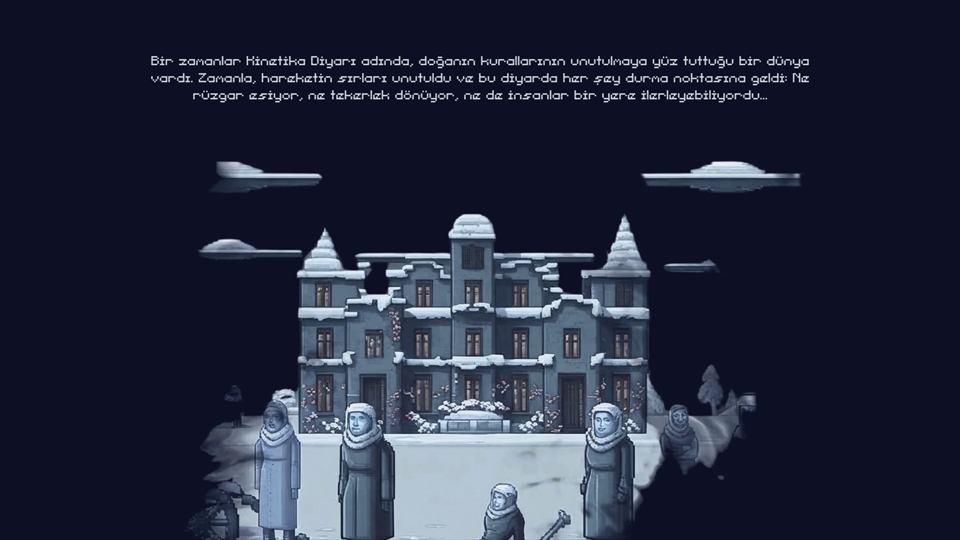 Bir zamanlar Kinetika Diyarı adında, doğanın kurallarının unutulmaya yüz tuttuğu bir dünya
vardı. Zamanla, hareketin sırları unutuldu ve bu diyarda her şey durma noktasına geldi: Ne
rüzgar esiyor, ne tekerlek dönüyor, ne de insanlar bir yere ilerleyebiliyordu...